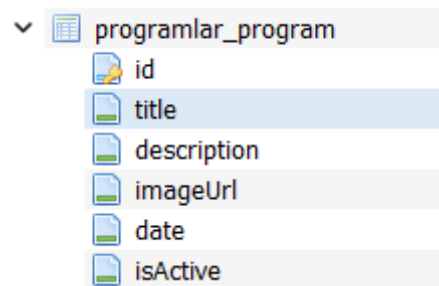 programlar_program
id
title
description
imageUrl
date
isActive